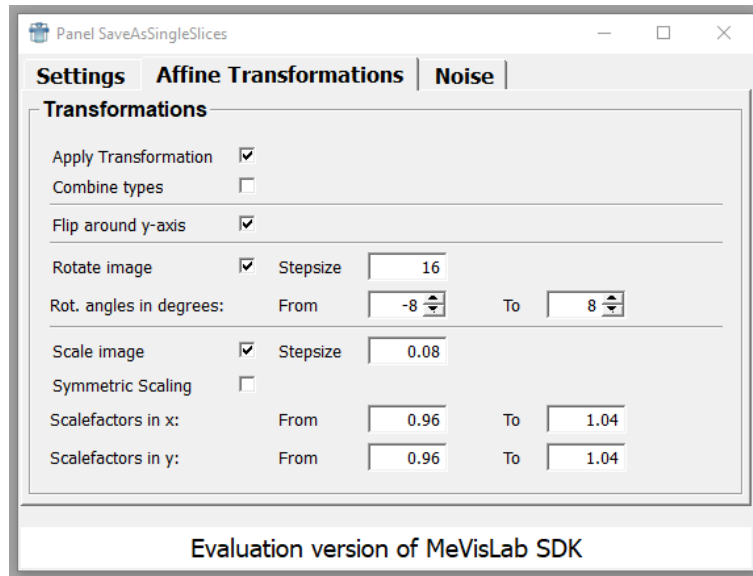 Panel SaveAsSingleSlices
Settings Affine Transformations Noise
Transformations
Apply Transformation
Combine types
Flip around y-axis
Rotate image Stepsize 16
Rot. angles in degrees: From -8 To 8
Scale image Stepsize 0.08
Symmetric Scaling
Scalefactors in x: From 0.96 To 1.04
Scalefactors in y: From 0.96 To 1.04
Evaluation version of MeVisLab SDK